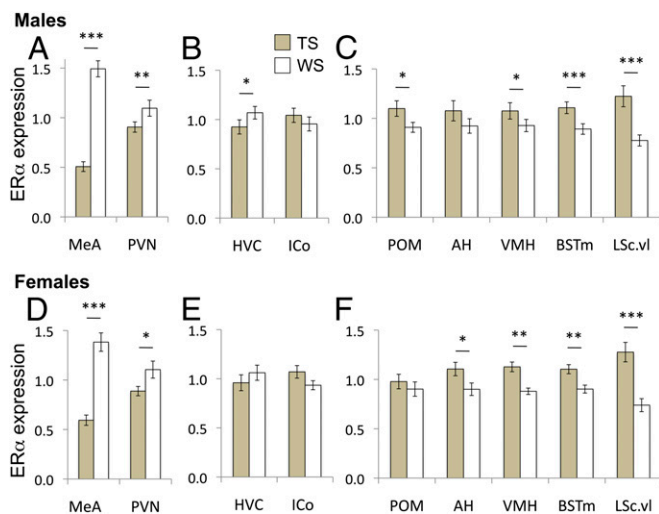 Males
A
***
**
B
*
TS
WS
C
*
*
***
***
ERα expression
1.5
1.0
0.5
0.0
MeA
PVN
1.5
1.0
0.5
0.0
HVC
ICo
1.5
1.0
0.5
0.0
POM
AH
VMH
BSTm
LSc.vl
Females
D
***
*
E
F
*
**
**
***
ERα expression
1.5
1.0
0.5
0.0
MeA
PVN
1.5
1.0
0.5
0.0
HVC
ICo
1.5
1.0
0.5
0.0
POM
AH
VMH
BSTm
LSc.vl